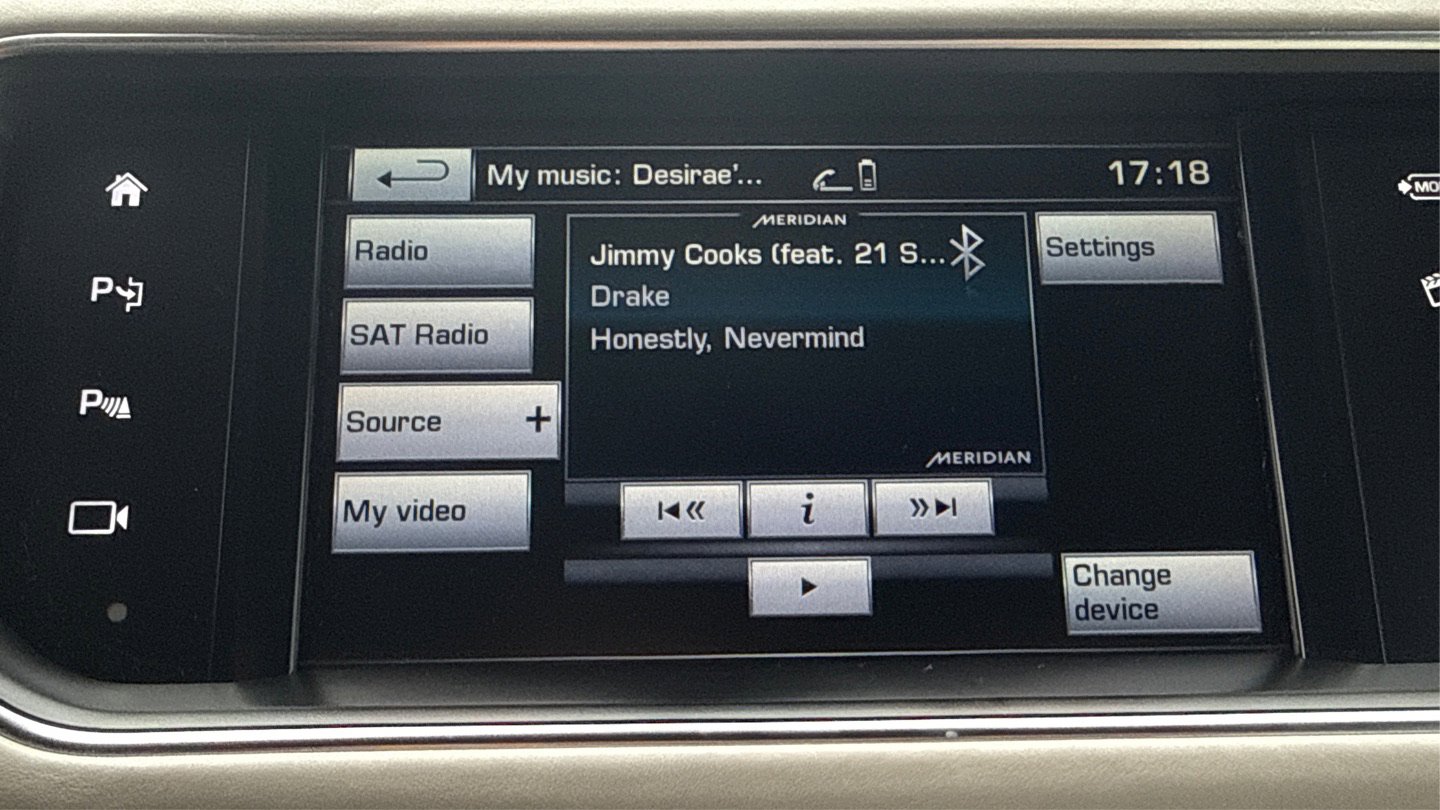 My music: Desirae'...
17:18
MERIDIAN
Radio
Jimmy Cooks (feat. 21 S...
Settings
Drake
SAT Radio
Honestly, Nevermind
Source +
MERIDIAN
My video
i
Change
device
P
P
MO